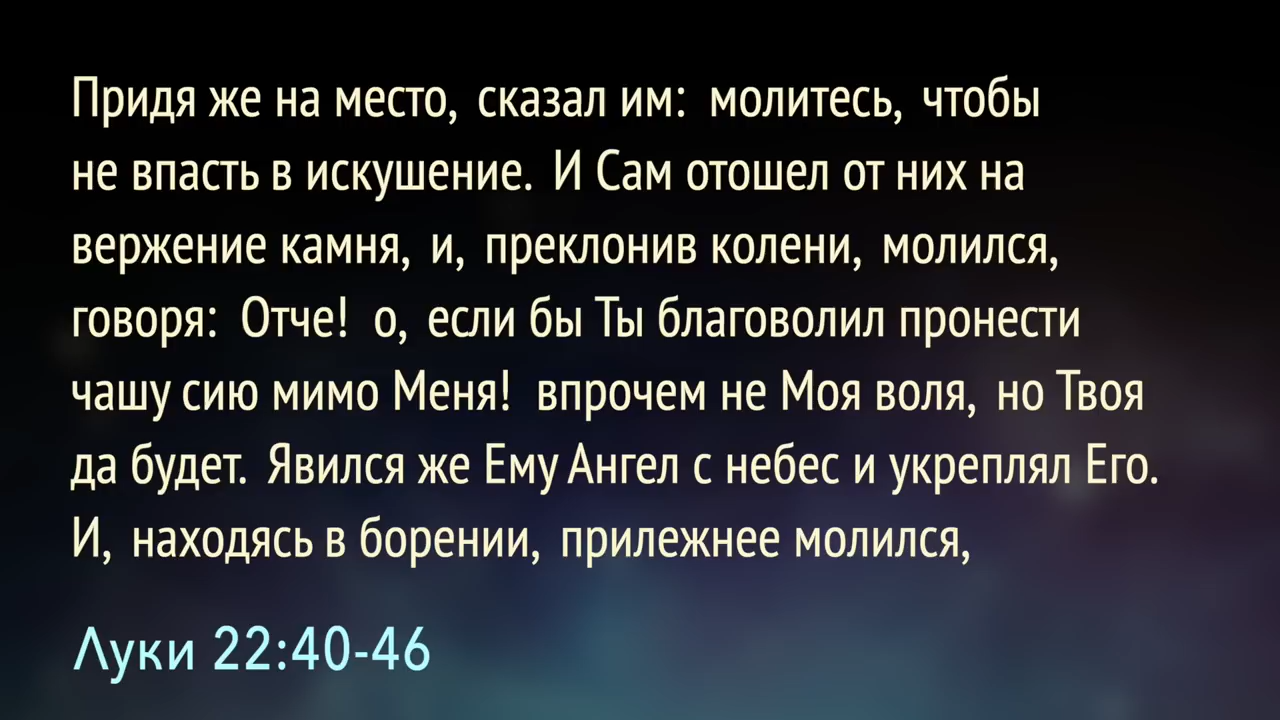 Придя же на место, сказал им: молитесь, чтобы
не впасть в искушение. И Сам отошел от них на
вержение камня, и, преклонив колени, молился,
говоря: Отче! о, если бы Ты благоволил пронести
чашу сию мимо Меня! впрочем не Моя воля, но Твоя
да будет. Явился же Ему Ангел с небес и укреплял Его.
И, находясь в борении, прилежнее молился,
Луки 22:40-46